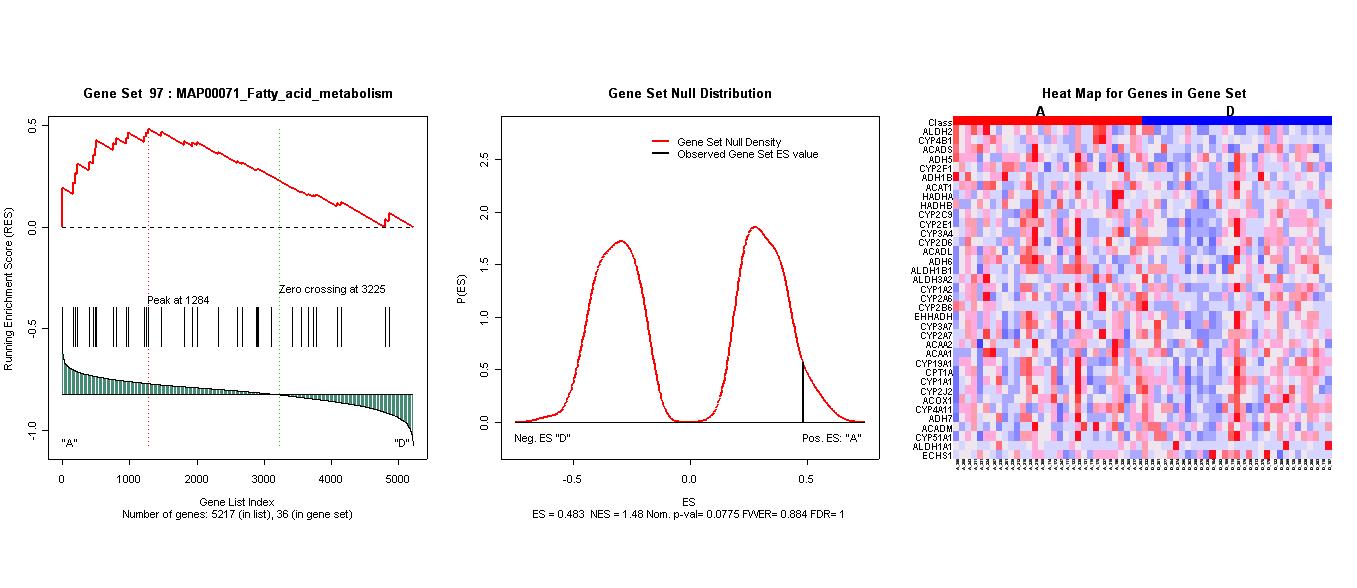 Gene Set 97 : MAP00071_Fatty_acid_metabolism
Running Enrichment Score (RES)
0.5
0.0
-0.5
-1.0
Peak at 1284
Zero crossing at 3225
"A"
"D"
0 1000 2000 3000 4000 5000
Gene List Index
Number of genes: 5217 (in list), 36 (in gene set)
Gene Set Null Distribution
P(ES)
2.5
2.0
1.5
1.0
0.5
0.0
Gene Set Null Density
Observed Gene Set ES value
Neg. ES "D"
Pos. ES: "A"
-0.5 0.0 0.5
ES
ES = 0.483 NES = 1.48 Nom. p-val= 0.0775 FWER= 0.884 FDR= 1
Heat Map for Genes in Gene Set
A D
Class
ALDH2
CYP4B1
ACADS
ADH5
CYP2F1
ADH1B
ACAT1
HADHA
HADHB
CYP2C9
CYP2E1
CYP3A4
CYP2D6
ACADL
ADH6
ALDH1B1
ALDH3A2
CYP1A2
CYP2A6
CYP2B6
EHHADH
CYP3A7
CYP2A7
ACAA2
ACAA1
CYP19A1
CPT1A
CYP1A1
CYP2J2
ACOX1
CYP4A11
ADH7
ACADM
CYP51A1
ALDH1A1
ECHS1